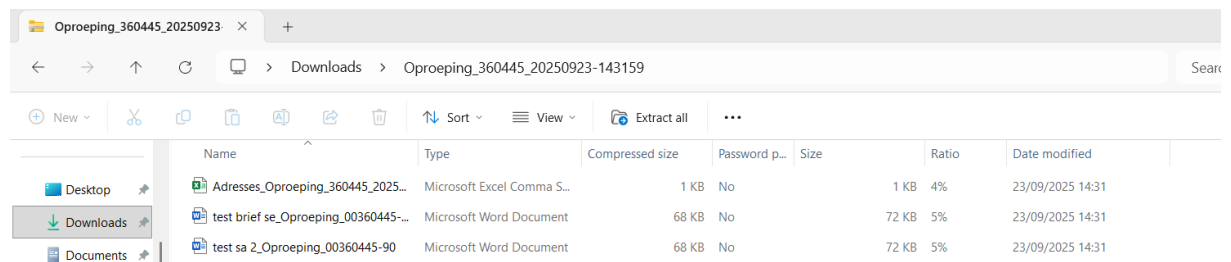 Oproeping_360445_20250923-
Downloads > Oproeping_360445_20250923-143159
New Sort View Extract all ...
Name Type Compressed size Password p... Size Ratio Date modified
Desktop
Downloads
Documents
Adresses_Oproeping_360445_2025... Microsoft Excel Comma S... 1 KB No 1 KB 4% 23/09/2025 14:31
test brief se_Oproeping_00360445-... Microsoft Word Document 68 KB No 72 KB 5% 23/09/2025 14:31
test sa 2_Oproeping_00360445-90 Microsoft Word Document 68 KB No 72 KB 5% 23/09/2025 14:31